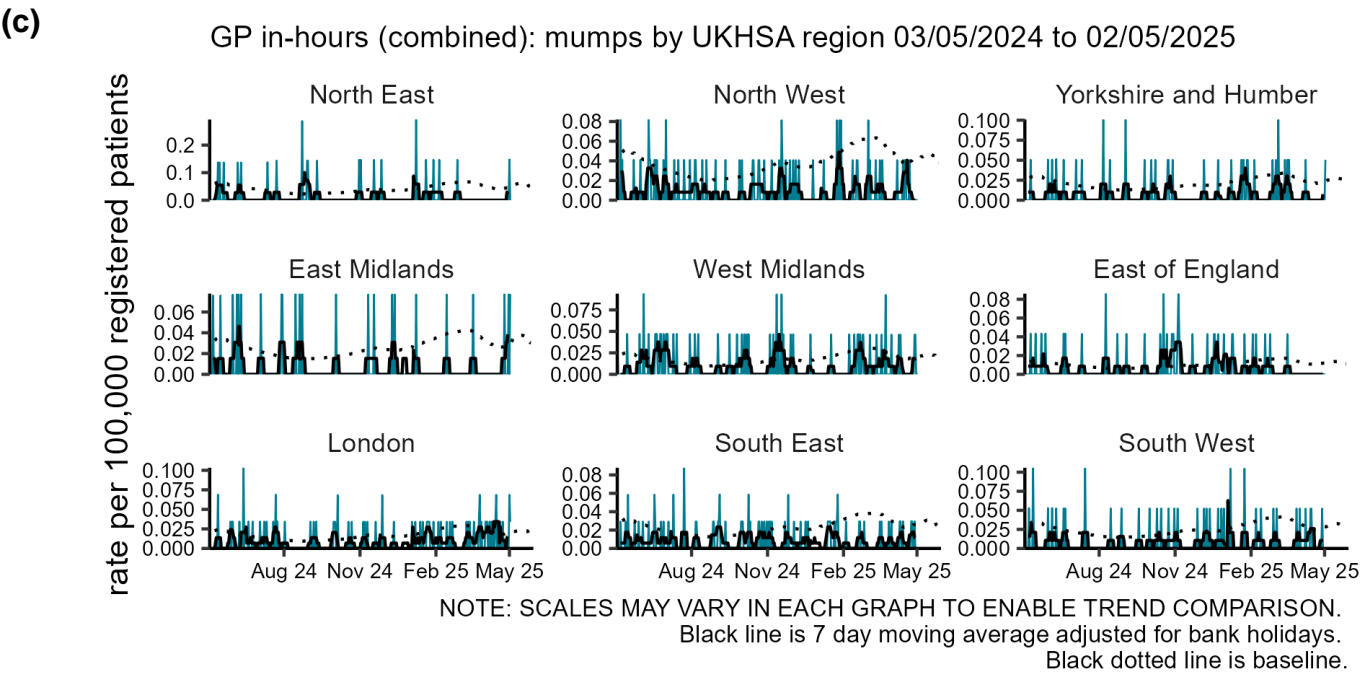 (c)
GP in-hours (combined): mumps by UKHSA region 03/05/2024 to 02/05/2025
rate per 100,000 registered patients
North East
0.2
0.1
0.0
North West
0.08
0.06
0.04
0.02
0.00
Yorkshire and Humber
0.100
0.075
0.050
0.025
0.000
East Midlands
0.06
0.04
0.02
0.00
West Midlands
0.075
0.050
0.025
0.000
East of England
0.08
0.06
0.04
0.02
0.00
London
0.100
0.075
0.050
0.025
0.000
Aug 24 Nov 24 Feb 25 May 25
South East
0.08
0.06
0.04
0.02
0.00
Aug 24 Nov 24 Feb 25 May 25
South West
0.100
0.075
0.050
0.025
0.000
Aug 24 Nov 24 Feb 25 May 25
NOTE: SCALES MAY VARY IN EACH GRAPH TO ENABLE TREND COMPARISON.
Black line is 7 day moving average adjusted for bank holidays.
Black dotted line is baseline.